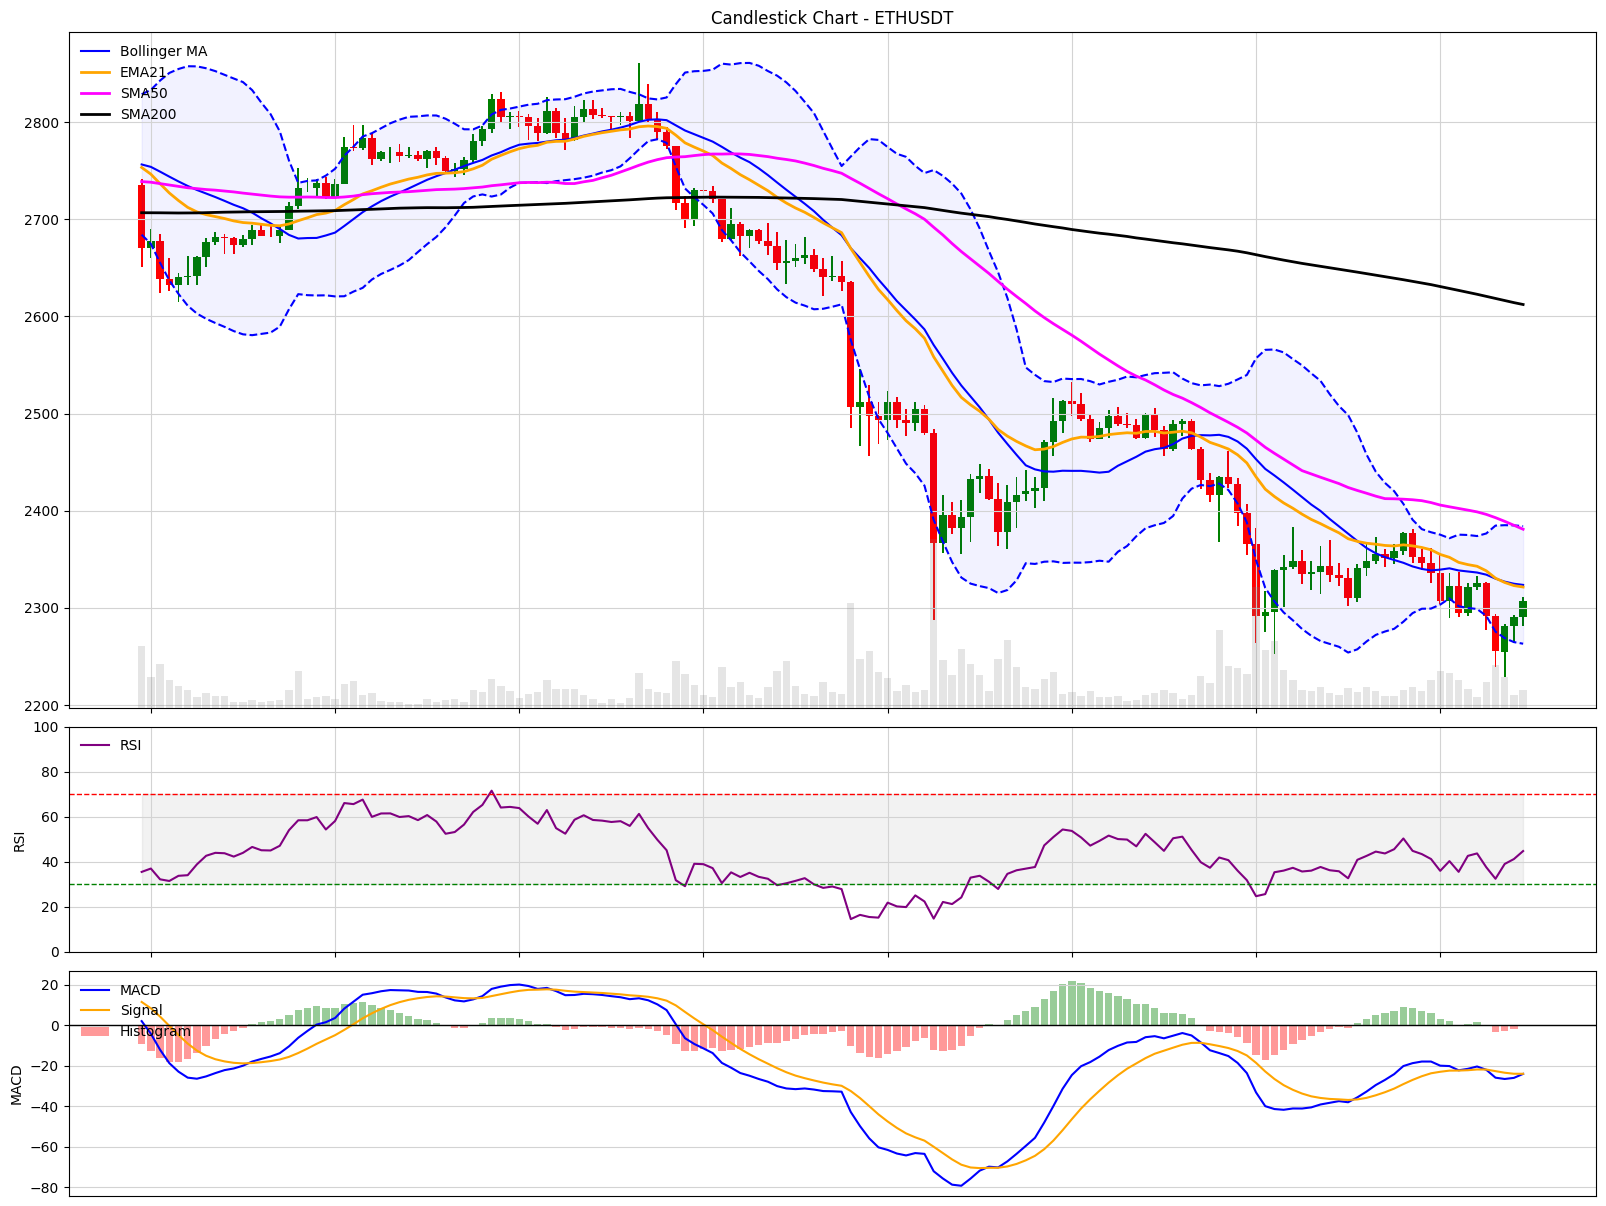 Candlestick Chart - ETHUSDT
Bollinger MA
EMA21
SMA50
SMA200
2800
2700
2600
2500
2400
2300
2200
RSI
100
80
60
40
20
0
RSI
MACD
Signal
Histogram
20
0
−20
−40
−60
−80
MACD